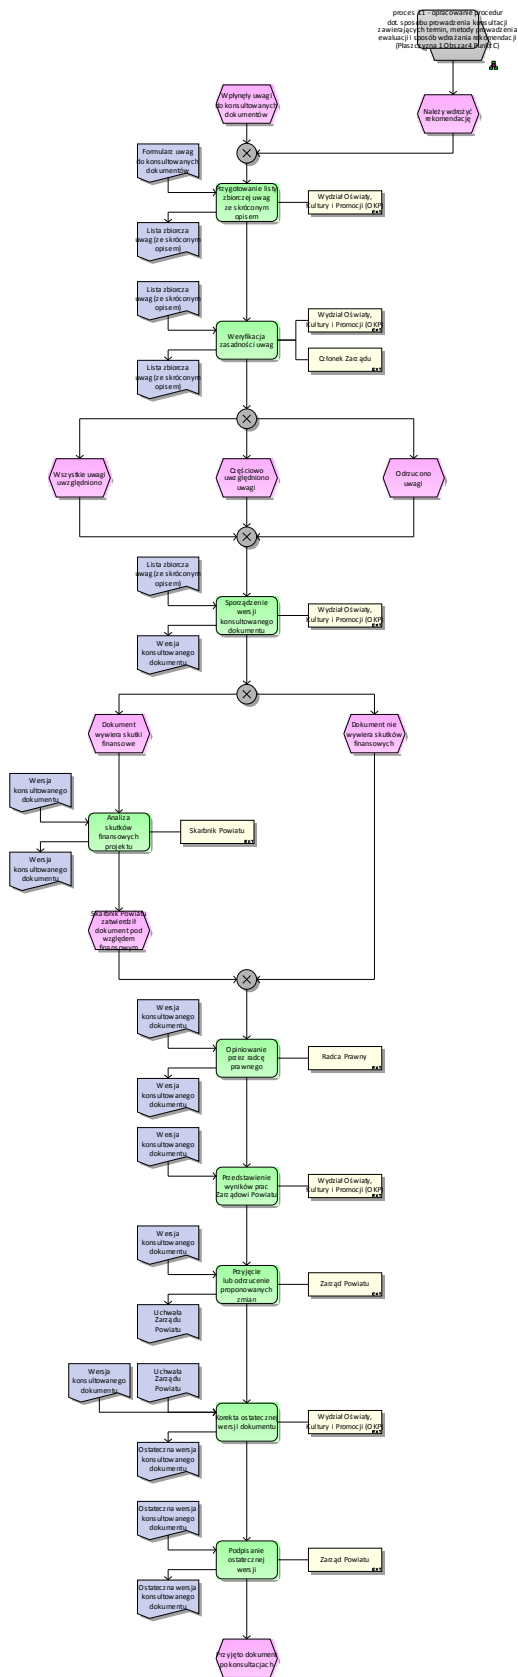 proces 11 - opracowanie procedur
dot. sposobu prowadzenia konsultacji
zawierających termin, metody prowadzenia
ewaluacji i sposób wdrażania rekomendacji
(Płaszczyzna 1 Obszar4 Punkt C)
Wpłynęły uwagi
do konsultowanych
dokumentów
Należy wdrożyć
rekomendację
Formularz uwag
do konsultowanych
dokumentów
Przygotowanie listy
zbiorczej uwag
ze skróconym
opisem
Wydział Oświaty,
Kultury i Promocji (OKP)
Lista zbiorcza
uwag (ze skróconym
opisem)
Lista zbiorcza
uwag (ze skróconym
opisem)
Weryfikacja
zasadności uwag
Wydział Oświaty,
Kultury i Promocji (OKP)
Członek Zarządu
Lista zbiorcza
uwag (ze skróconym
opisem)
Wszystkie uwagi
uwzględniono
Częściowo
uwzględniono
uwagi
Odrzucono
uwagi
Lista zbiorcza
uwag (ze skróconym
opisem)
Sporządzenie
wersji
konsultowanego
dokumentu
Wydział Oświaty,
Kultury i Promocji (OKP)
Wersja
konsultowanego
dokumentu
Dokument
wywiera skutki
finansowe
Dokument nie
wywiera skutków
finansowych
Wersja
konsultowanego
dokumentu
Analiza
skutków
finansowych
projektu
Skarbnik Powiatu
Wersja
konsultowanego
dokumentu
Skarbnik Powiatu
zatwierdził
dokument pod
względem
finansowym
Wersja
konsultowanego
dokumentu
Opiniowanie
przez radcę
prawnego
Radca Prawny
Wersja
konsultowanego
dokumentu
Wersja
konsultowanego
dokumentu
Przedstawienie
wyników prac
Zarządowi Powiatu
Wydział Oświaty,
Kultury i Promocji (OKP)
Wersja
konsultowanego
dokumentu
Przyjęcie
lub odrzucenie
proponowanych
zmian
Zarząd Powiatu
Uchwała
Zarządu
Powiatu
Wersja
konsultowanego
dokumentu
Uchwała
Zarządu
Powiatu
Korekta ostatecznej
wersji dokumentu
Wydział Oświaty,
Kultury i Promocji (OKP)
Ostateczna wersja
konsultowanego
dokumentu
Ostateczna wersja
konsultowanego
dokumentu
Podpisanie
ostatecznej
wersji
Zarząd Powiatu
Ostateczna wersja
konsultowanego
dokumentu
Przyjęto dokument
po konsultacjach